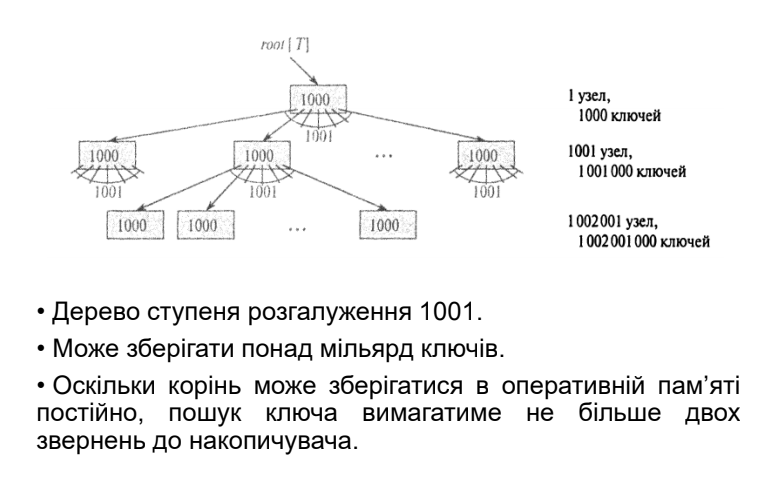 root[T]
1000
1001
1 узел,
1000 ключей
1000
1000
...
1000
1001
1001
1001
1001 узел,
1 001 000 ключей
1000
1000
...
1000
1 002 001 узел,
1 002 001 000 ключей
• Дерево ступеня розгалуження 1001.
• Може зберігати понад мільярд ключів.
• Оскільки корінь може зберігатися в оперативній пам’яті
постійно, пошук ключа вимагатиме не більше двох
звернень до накопичувача.